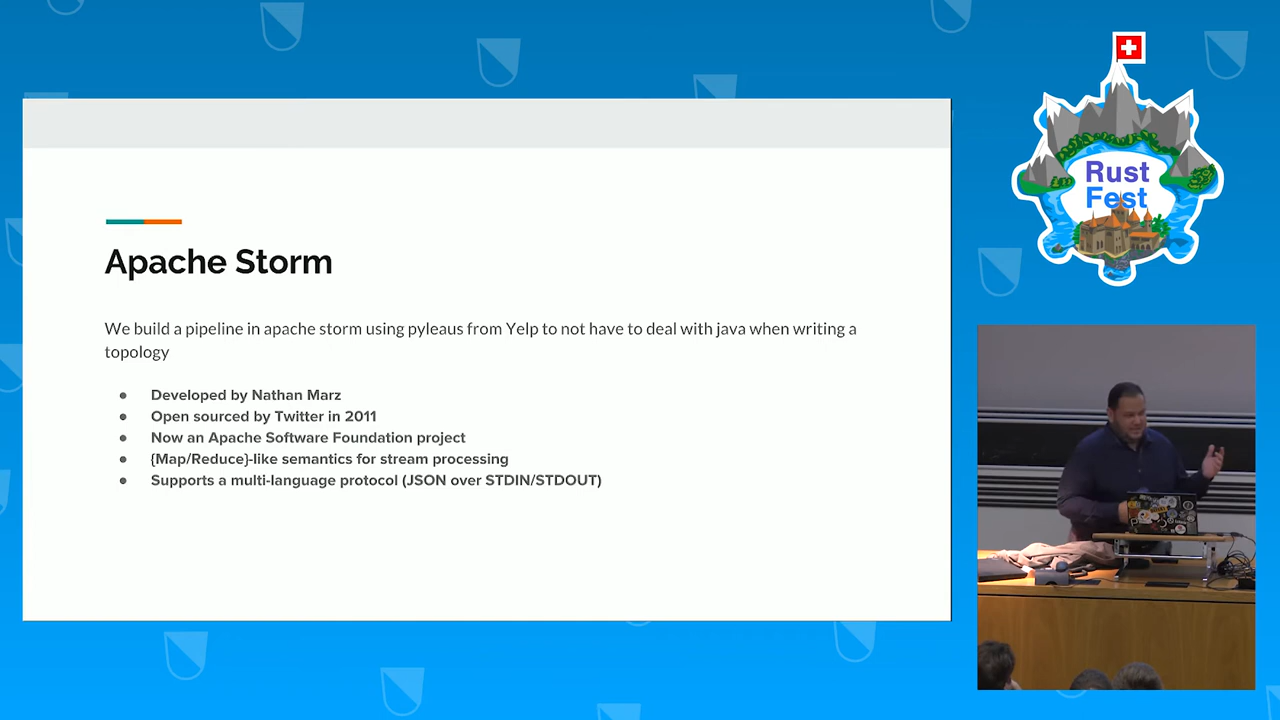 Apache Storm
We build a pipeline in apache storm using pyleaus from Yelp to not have to deal with java when writing a
topology
Developed by Nathan Marz
Open sourced by Twitter in 2011
Now an Apache Software Foundation project
{Map/Reduce}-like semantics for stream processing
Supports a multi-language protocol (JSON over STDIN/STDOUT)
Rust
Fest